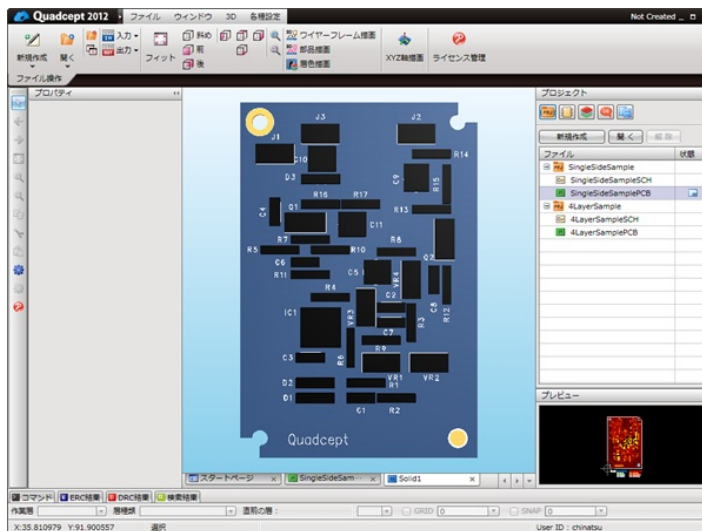 Quadcept 2012 ファイル ウィンドウ 3D 各種設定 Not Created
新規作成 開く 入力 出力 フィット 斜め 前 後 ワイヤーフレーム描画 部品描画 層色描画 XYZ軸描画 ライセンス管理
ファイル操作
プロパティ
J3 J2
J1
C10 R14
D3 C9 R15
R16 R17
C4 Q1 R13
C11
R7
R5 R10 R8 Q2
C6 C5 VR4
R11 C8
R4 C2 R12
IC1 VR3 R3
C7
R9
C3 R6
VR1 VR2
D2 R1
D1 C1 R2
Quadcept
スタートページ SingleSideSam… Solid1
プロジェクト
新規作成 開く 解除
ファイル 状態
SingleSideSample
SingleSideSampleSCH
SingleSideSamplePCB
4LayerSample
4LayerSampleSCH
4LayerSamplePCB
プレビュー
コマンド ERC結果 DRC結果 検索結果
作業層 層種類 直前の層: GRID 0 SNAP 0
X:35.810979 Y:91.900557 選択 User ID : chinatsu